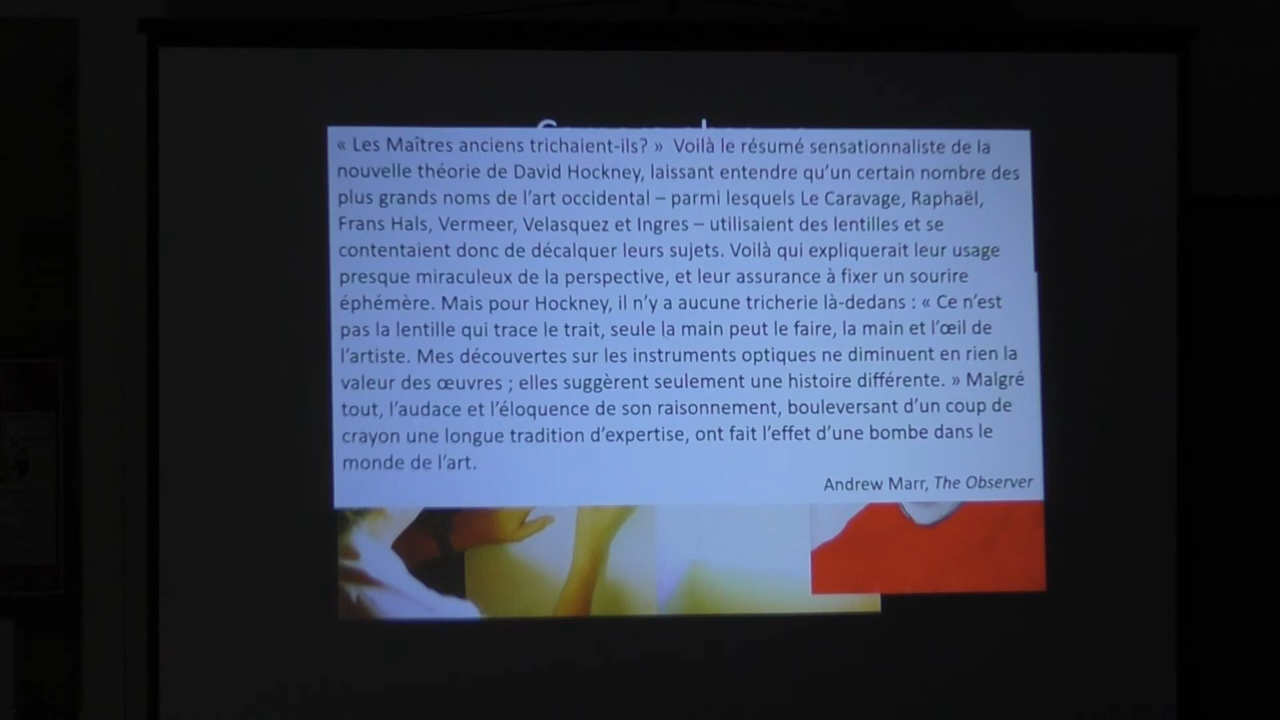 « Les Maîtres anciens trichaient-ils? » Voilà le résumé sensationnaliste de la
nouvelle théorie de David Hockney, laissant entendre qu’un certain nombre des
plus grands noms de l’art occidental – parmi lesquels Le Caravage, Raphaël,
Frans Hals, Vermeer, Velasquez et Ingres – utilisaient des lentilles et se
contentaient donc de décalquer leurs sujets. Voilà qui expliquerait leur usage
presque miraculeux de la perspective, et leur assurance à fixer un sourire
éphémère. Mais pour Hockney, il n’y a aucune tricherie là-dedans : « Ce n’est
pas la lentille qui trace le trait, seule la main peut le faire, la main et l’œil de
l’artiste. Mes découvertes sur les instruments optiques ne diminuent en rien la
valeur des œuvres ; elles suggèrent seulement une histoire différente. » Malgré
tout, l’audace et l’éloquence de son raisonnement, bouleversant d’un coup de
crayon une longue tradition d’expertise, ont fait l’effet d’une bombe dans le
monde de l’art.
Andrew Marr, The Observer